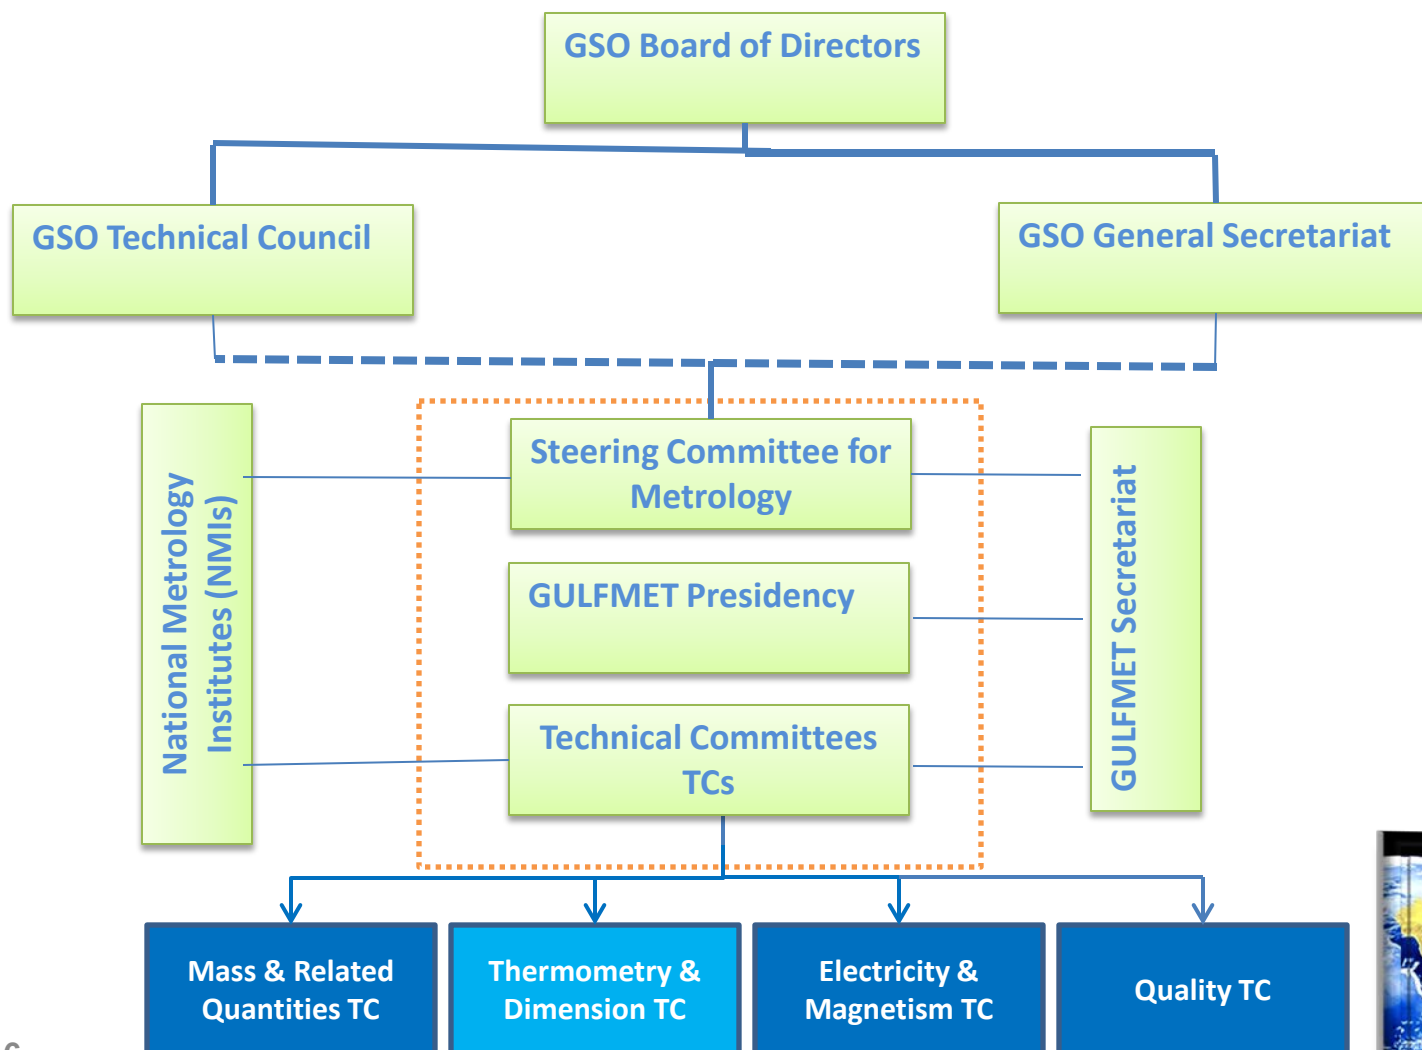 GSO Board of Directors
GSO Technical Council
GSO General Secretariat
Steering Committee for
Metrology
National Metrology
Institutes (NMIs)
GULFMET Secretariat
GULFMET Presidency
Technical Committees
TCs
Mass & Related
Quantities TC
Thermometry &
Dimension TC
Electricity &
Magnetism TC
Quality TC